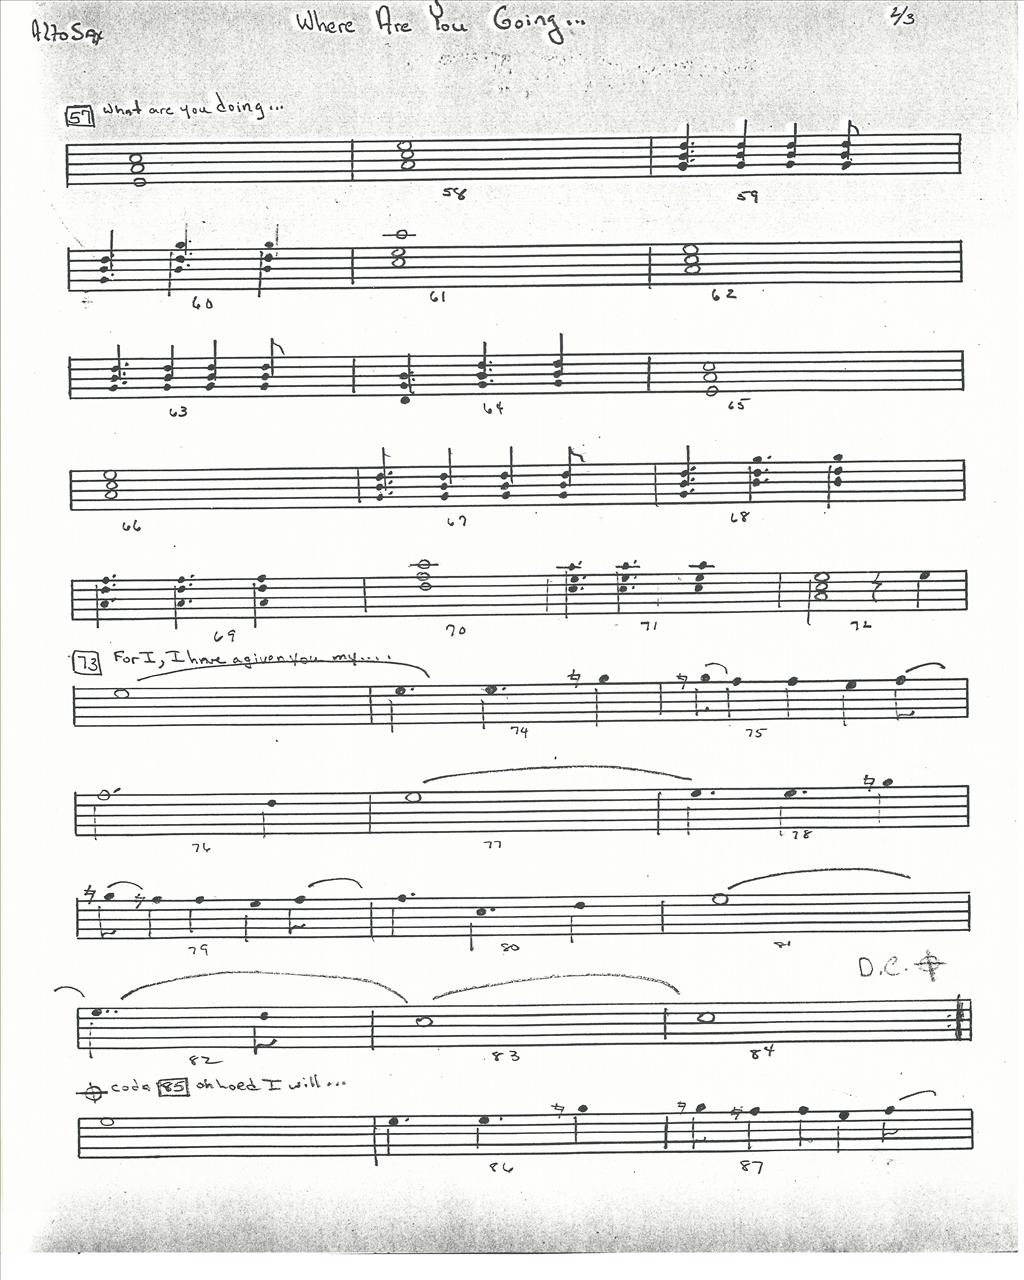 Alto Sax
Where Are You Going...
2/3
57 What are you doing...
58 59
60 61 62
63 64 65
66 67 68
69 70 71 72
73 For I, I have a given you my....
74 75
76 77 78
79 80 81
D.C.
82 83 84
coda 85 oh Loed I will...
86 87